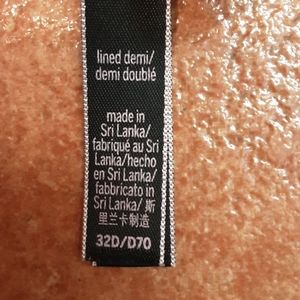 lined demi/
demi doublé
made in
Sri Lanka/
fabriqué au Sri
Lanka/hecho
en Sri Lanka/
fabbricato in
Sri Lanka/ 斯
里兰卡制造
32D/D70